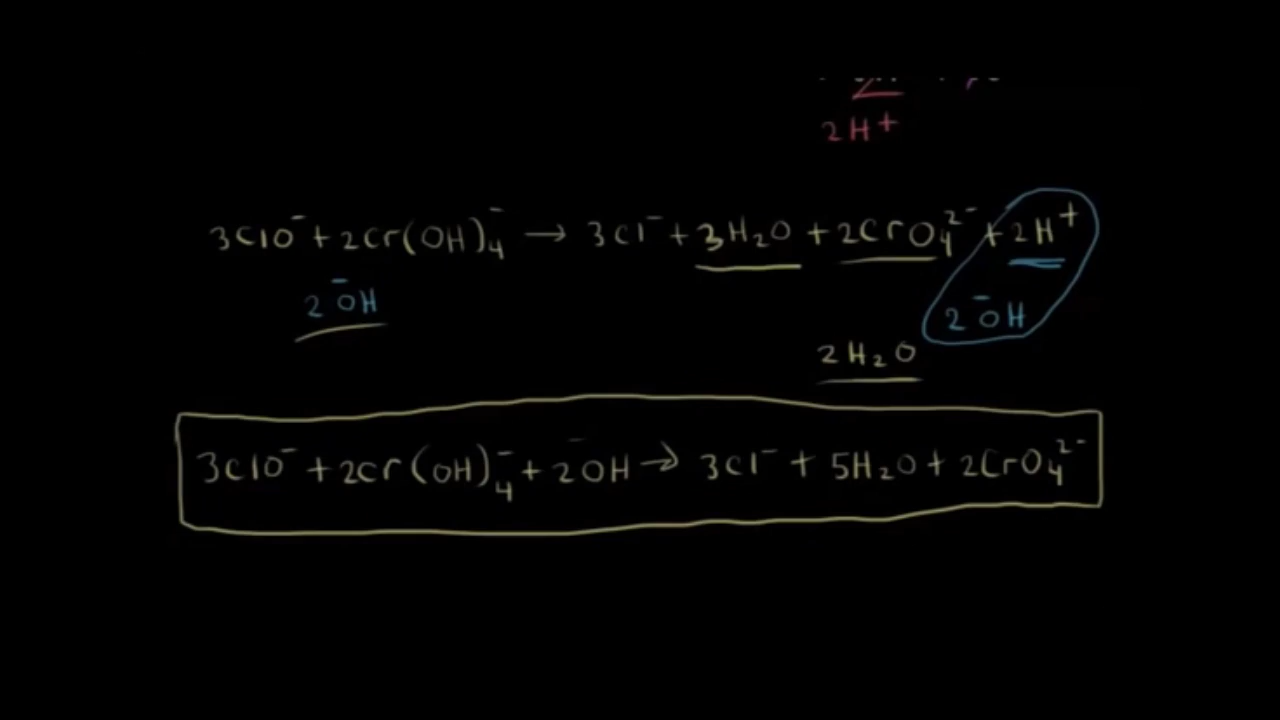 2H⁺
3ClO⁻ + 2Cr(OH)₄⁻ → 3Cl⁻ + 3H₂O + 2CrO₄²⁻ + 2H⁺
2⁻OH 2⁻OH
2H₂O
3ClO⁻ + 2Cr(OH)₄⁻ + 2⁻OH → 3Cl⁻ + 5H₂O + 2CrO₄²⁻